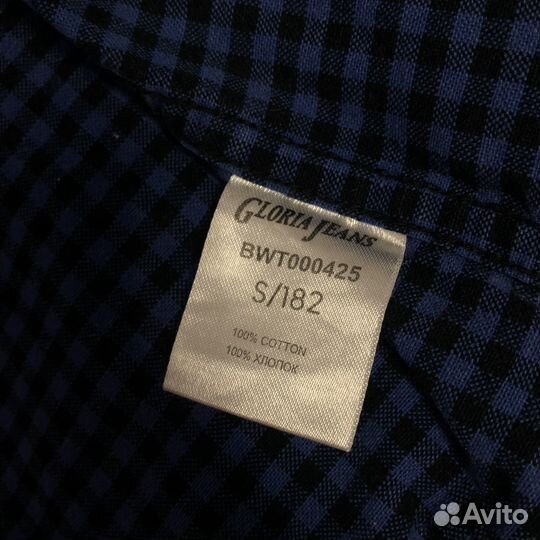 GLORIA JEANS
BWT000425
S/182
100% COTTON
100% ХЛОПОК
Avito